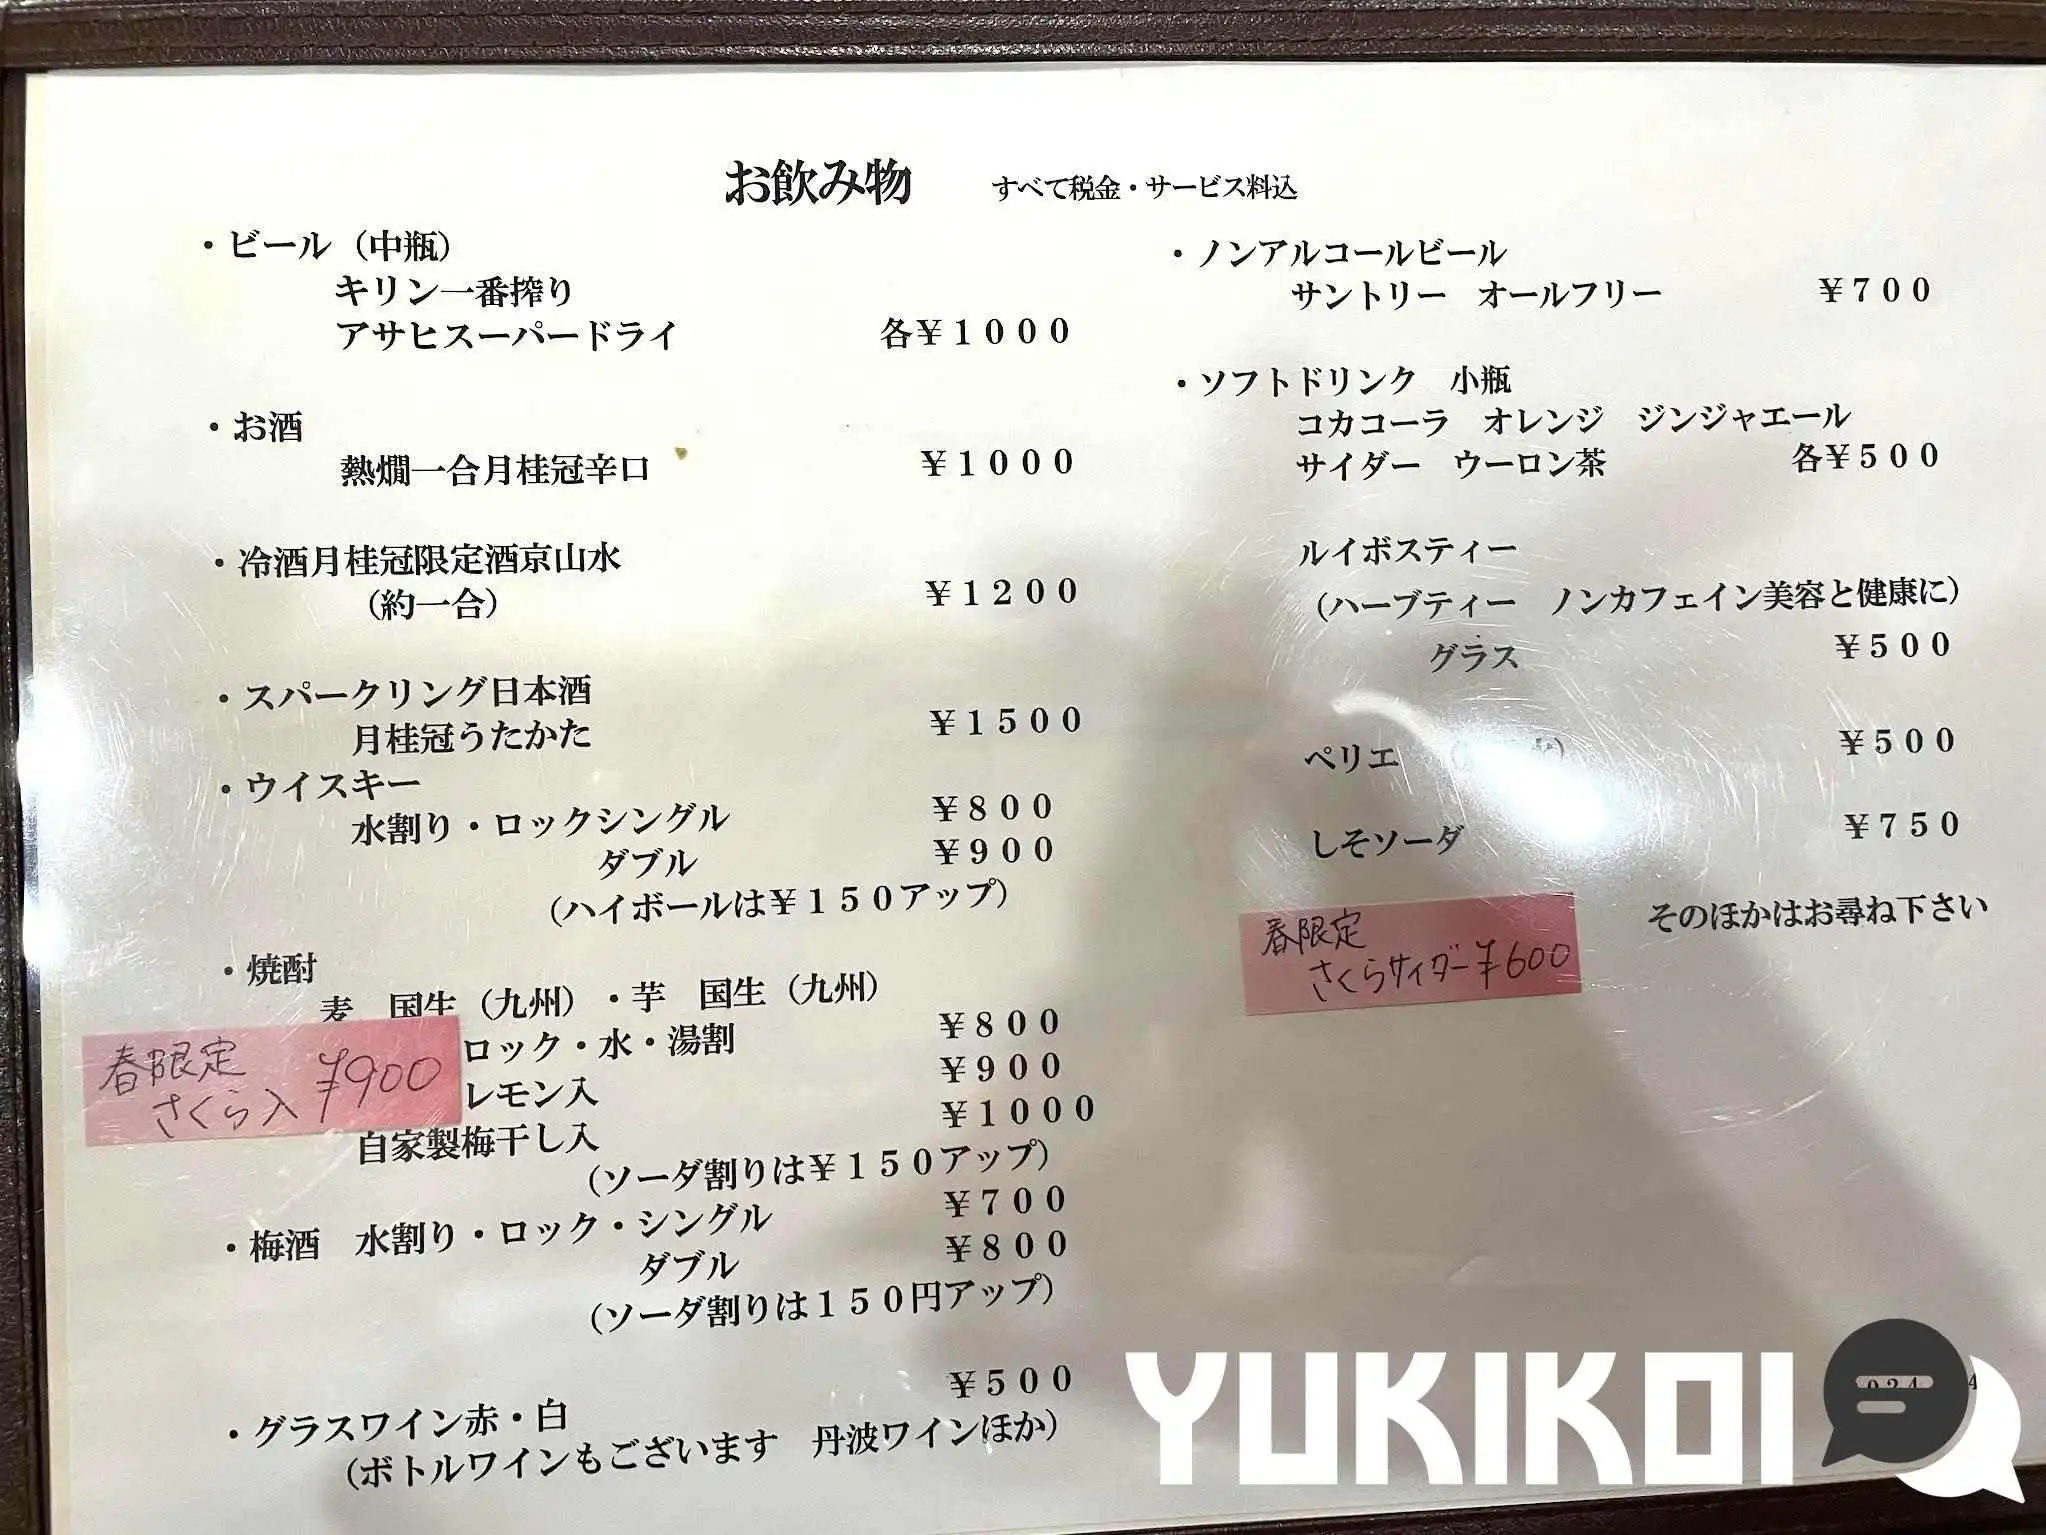 お飲み物　すべて税金・サービス料込
・ビール（中瓶）
キリン一番搾り
アサヒスーパードライ　各￥１０００
・お酒
熱燗一合月桂冠辛口　￥１０００
・冷酒月桂冠限定酒京山水
（約一合）　￥１２００
・スパークリング日本酒
月桂冠うたかた　￥１５００
・ウイスキー
水割り・ロックシングル　￥８００
ダブル　￥９００
（ハイボールは￥１５０アップ）
・焼酎
麦　国生（九州）・芋　国生（九州）
ロック・水・湯割　￥８００
レモン入　￥９００
自家製梅干し入　￥１０００
（ソーダ割りは￥１５０アップ）
春限定
さくら入　￥900
・梅酒　水割り・ロック・シングル　￥７００
ダブル　￥８００
（ソーダ割りは１５０円アップ）
・グラスワイン赤・白　￥５００
（ボトルワインもございます　丹波ワインほか）
・ノンアルコールビール
サントリー　オールフリー　￥７００
・ソフトドリンク　小瓶
コカコーラ　オレンジ　ジンジャエール
サイダー　ウーロン茶　各￥５００
ルイボスティー
（ハーブティー　ノンカフェイン美容と健康に）
グラス　￥５００
ペリエ　￥５００
しそソーダ　￥７５０
そのほかはお尋ね下さい
春限定
さくらサイダー￥600
YUKIKOI